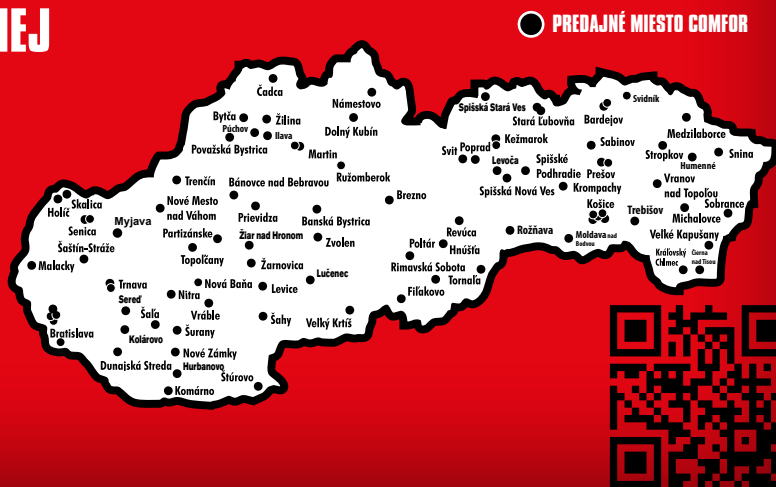 IEJ
PREDAJNÉ MIESTO COMFOR
Čadca
Námestovo
Bytča
Žilina
Púchov
Ilava
Dolný Kubín
Považská Bystrica
Martin
Ružomberok
Spišská Stará Ves
Stará Ľubovňa
Bardejov
Svidník
Medzilaborce
Kežmarok
Sabinov
Svit
Poprad
Levoča
Spišské
Podhradie
Prešov
Stropkov
Humenné
Snina
Spišská Nová Ves
Krompachy
Vranov
nad Topoľou
Košice
Trebišov
Sobrance
Michalovce
Trenčín
Bánovce nad Bebravou
Brezno
Skalica
Holíč
Nové Mesto
nad Váhom
Prievidza
Banská Bystrica
Senica
Myjava
Partizánske
Žiar nad Hronom
Zvolen
Revúca
Rožňava
Moldava nad
Bodvou
Veľké Kapušany
Šaštín-Stráže
Topoľčany
Poltár
Hnúšťa
Kráľovský
Chlmec
Čierna
nad Tisou
Malacky
Žarnovica
Lučenec
Rimavská Sobota
Tornaľa
Trnava
Nová Baňa
Levice
Fiľakovo
Sereď
Nitra
Vráble
Šaľa
Šahy
Veľký Krtíš
Bratislava
Kolárovo
Šurany
Dunajská Streda
Nové Zámky
Hurbanovo
Štúrovo
Komárno